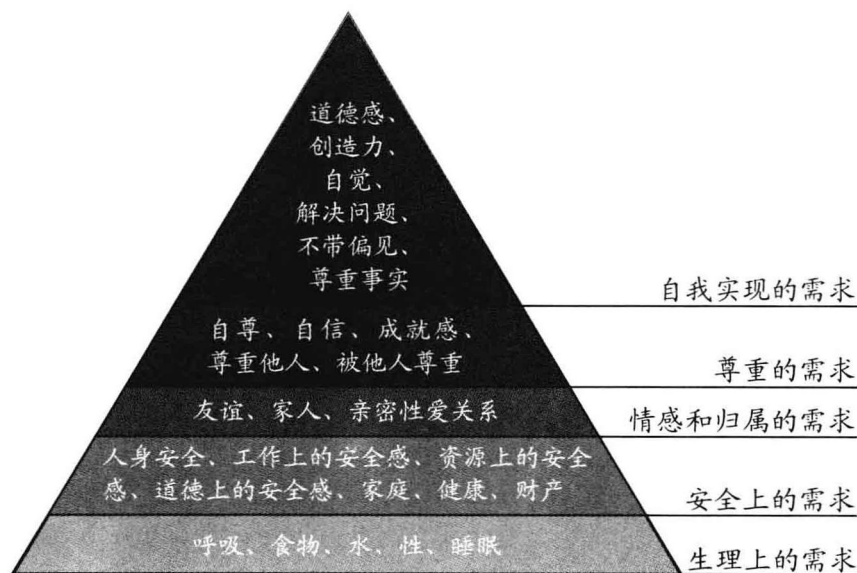 道德感、
创造力、
自觉、
解决问题、
不带偏见、
尊重事实
自我实现的需求
自尊、自信、成就感、
尊重他人、被他人尊重
尊重的需求
友谊、家人、亲密性爱关系
情感和归属的需求
人身安全、工作上的安全感、资源上的安全
感、道德上的安全感、家庭、健康、财产
安全上的需求
呼吸、食物、水、性、睡眠
生理上的需求